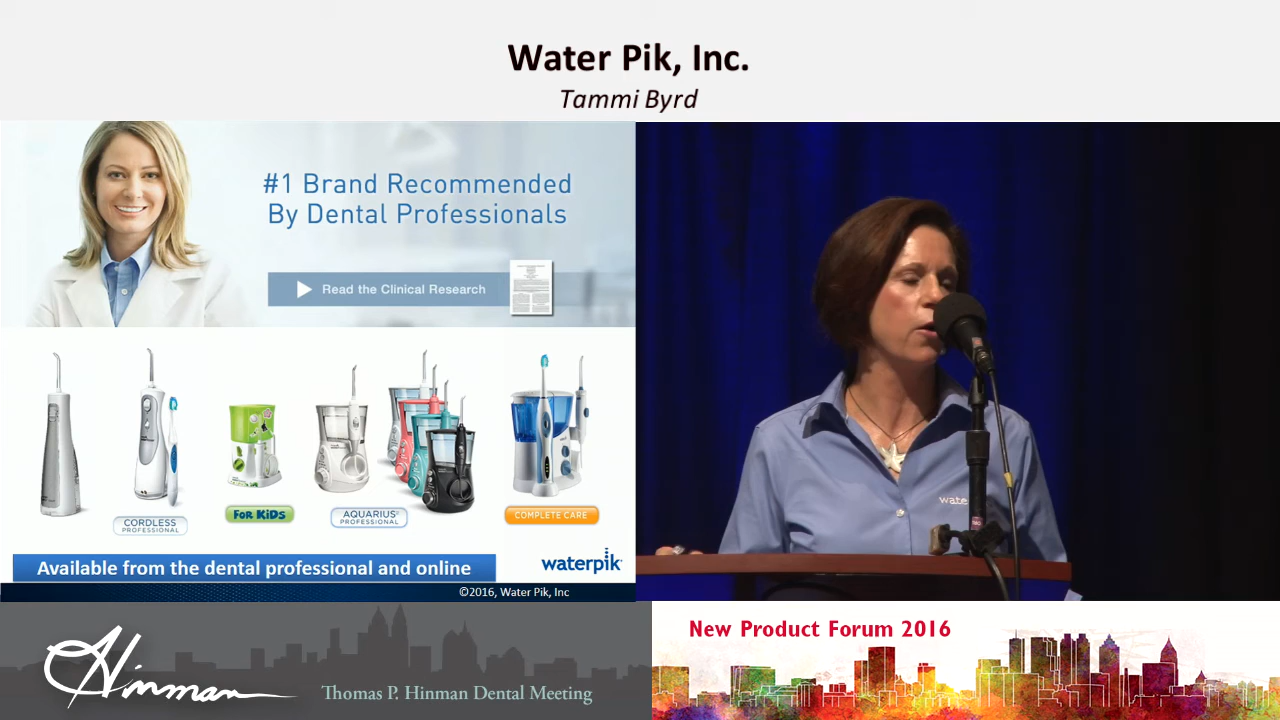 Water Pik, Inc.
Tammi Byrd
#1 Brand Recommended
By Dental Professionals
Read the Clinical Research
CORDLESS
PROFESSIONAL
FOR KIDS
AQUARIUS®
PROFESSIONAL
COMPLETE CARE
Available from the dental professional and online
waterpik
©2016, Water Pik, Inc
wate
Hinman
Thomas P. Hinman Dental Meeting
New Product Forum 2016